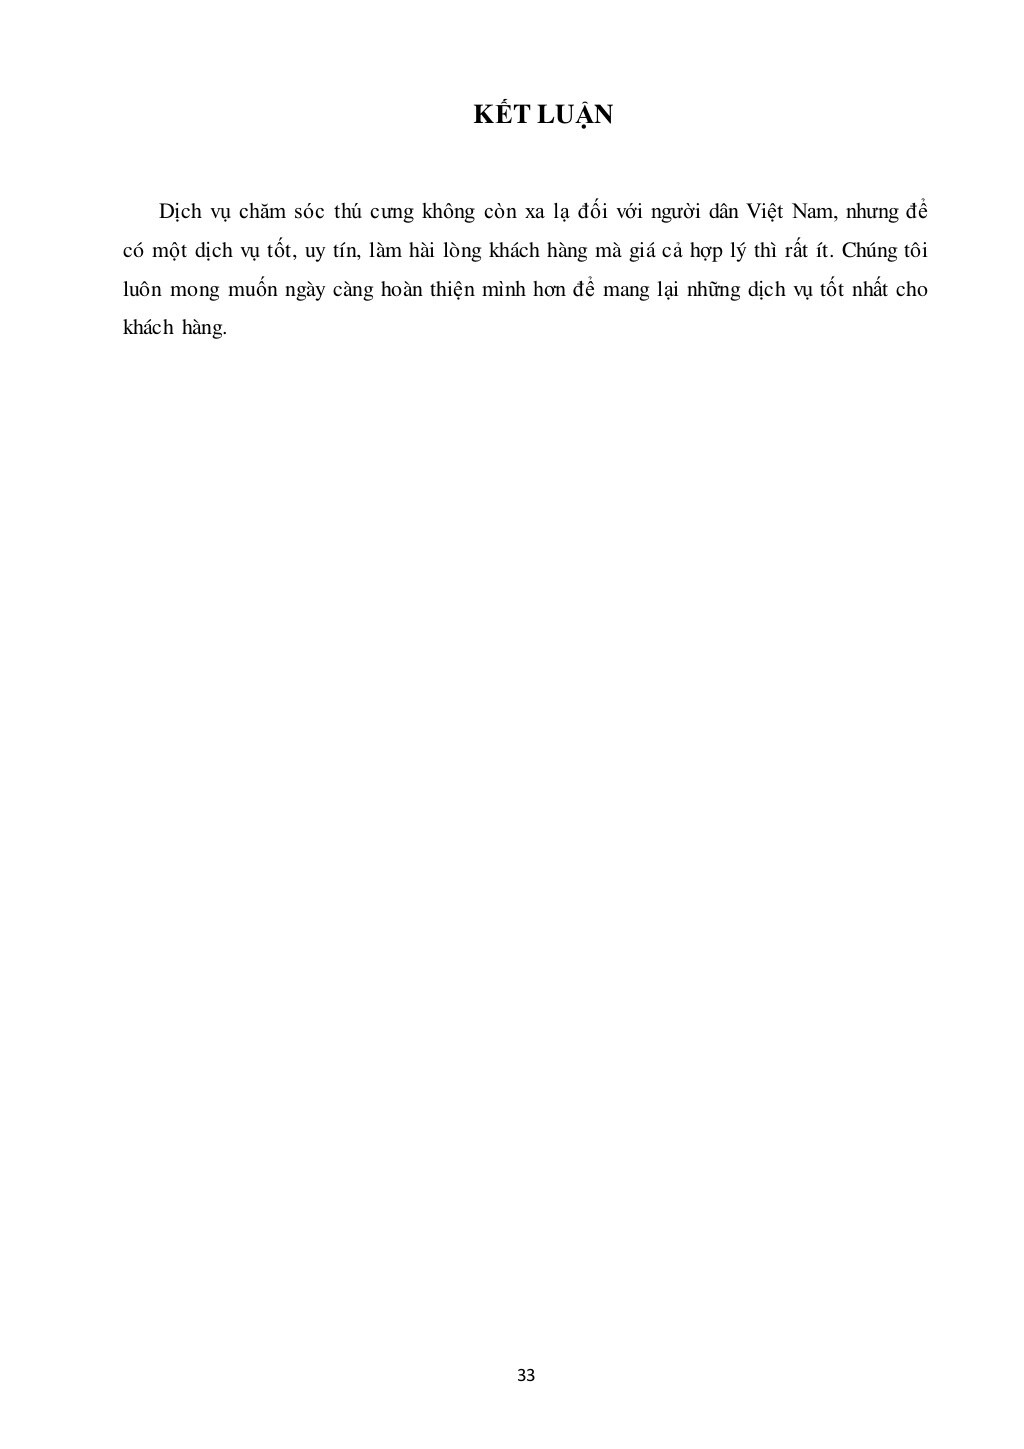 KẾT LUẬN
Dịch vụ chăm sóc thú cưng không còn xa lạ đối với người dân Việt Nam, nhưng để
có một dịch vụ tốt, uy tín, làm hài lòng khách hàng mà giá cả hợp lý thì rất ít. Chúng tôi
luôn mong muốn ngày càng hoàn thiện mình hơn để mang lại những dịch vụ tốt nhất cho
khách hàng.
33